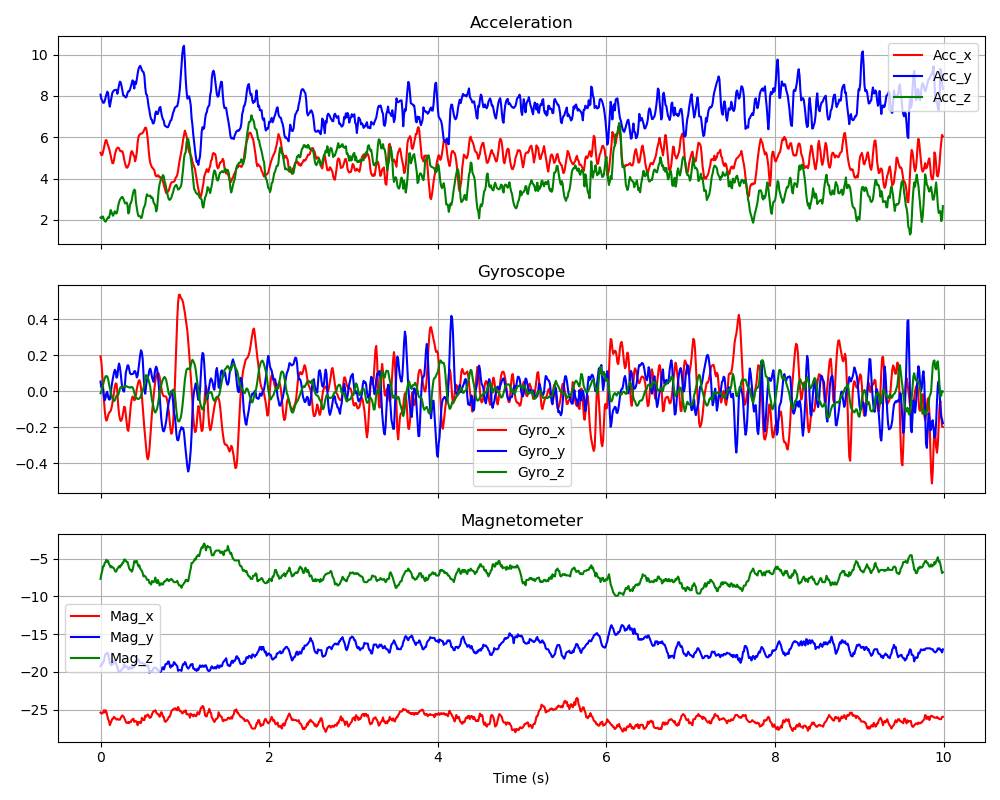 Acceleration
10
8
6
4
2
Acc_x
Acc_y
Acc_z
Gyroscope
0.4
0.2
0.0
−0.2
−0.4
Gyro_x
Gyro_y
Gyro_z
Magnetometer
−5
−10
−15
−20
−25
Mag_x
Mag_y
Mag_z
0 2 4 6 8 10
Time (s)